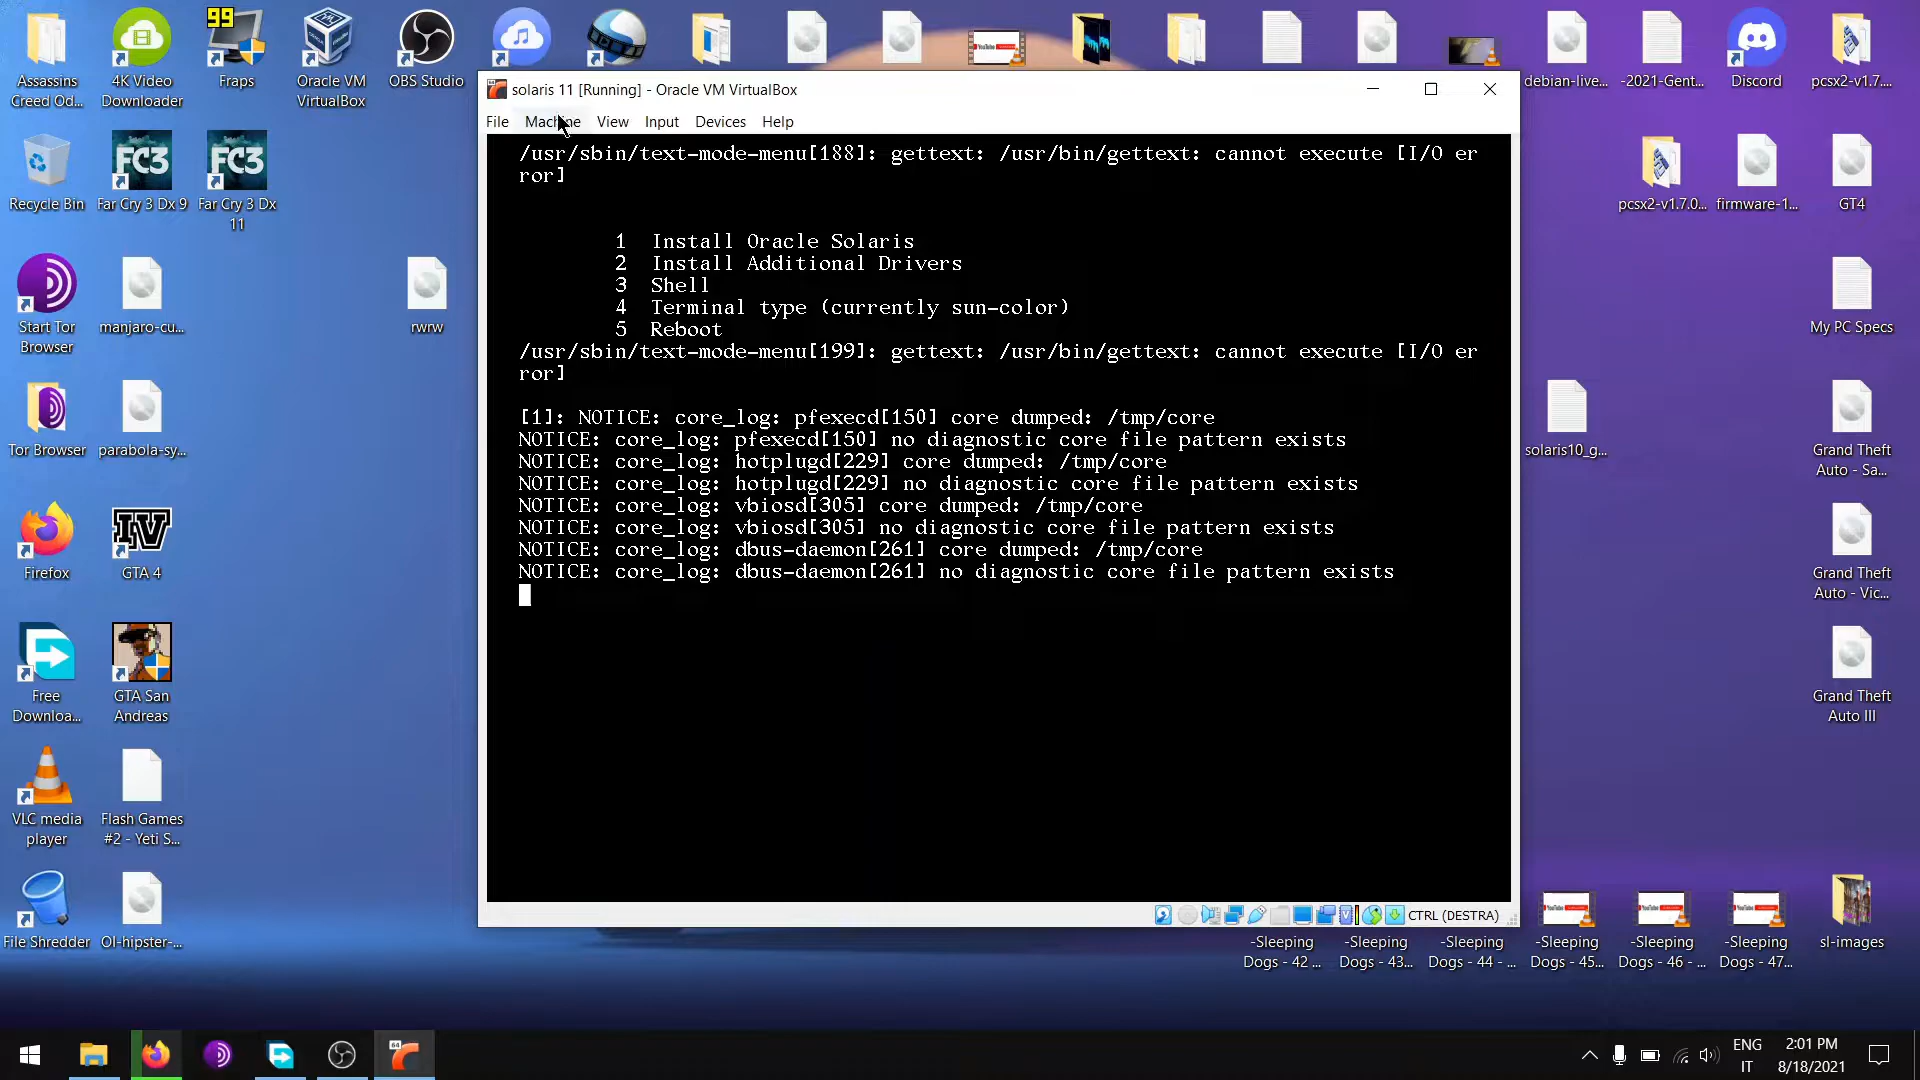 Assassins
Creed Od...
4K Video
Downloader
99
Fraps
Oracle VM
VirtualBox
OBS Studio
debian-live...
-2021-Gent...
Discord
pcsx2-v1.7....
solaris 11 [Running] - Oracle VM VirtualBox
File Machine View Input Devices Help
/usr/sbin/text-mode-menu[188]: gettext: /usr/bin/gettext: cannot execute [I/O er
ror]
1 Install Oracle Solaris
2 Install Additional Drivers
3 Shell
4 Terminal type (currently sun-color)
5 Reboot
/usr/sbin/text-mode-menu[199]: gettext: /usr/bin/gettext: cannot execute [I/O er
ror]
[1]: NOTICE: core_log: pfexecd[150] core dumped: /tmp/core
NOTICE: core_log: pfexecd[150] no diagnostic core file pattern exists
NOTICE: core_log: hotplugd[229] core dumped: /tmp/core
NOTICE: core_log: hotplugd[229] no diagnostic core file pattern exists
NOTICE: core_log: vbiosd[305] core dumped: /tmp/core
NOTICE: core_log: vbiosd[305] no diagnostic core file pattern exists
NOTICE: core_log: dbus-daemon[261] core dumped: /tmp/core
NOTICE: core_log: dbus-daemon[261] no diagnostic core file pattern exists
CTRL (DESTRA)
Recycle Bin
FC3
Far Cry 3 Dx 9
FC3
Far Cry 3 Dx
11
Start Tor
Browser
manjaro-cu...
rwrw
Tor Browser
parabola-sy...
Firefox
IV
GTA 4
Free
Downloa...
GTA San
Andreas
VLC media
player
Flash Games
#2 - Yeti S...
File Shredder
OI-hipster-...
pcsx2-v1.7.0...
firmware-1...
GT4
My PC Specs
solaris10_g...
Grand Theft
Auto - Sa...
Grand Theft
Auto - Vic...
Grand Theft
Auto III
-Sleeping
Dogs - 42 ...
-Sleeping
Dogs - 43...
-Sleeping
Dogs - 44 - ...
-Sleeping
Dogs - 45...
-Sleeping
Dogs - 46 - ...
-Sleeping
Dogs - 47...
sl-images
64
ENG
IT
2:01 PM
8/18/2021